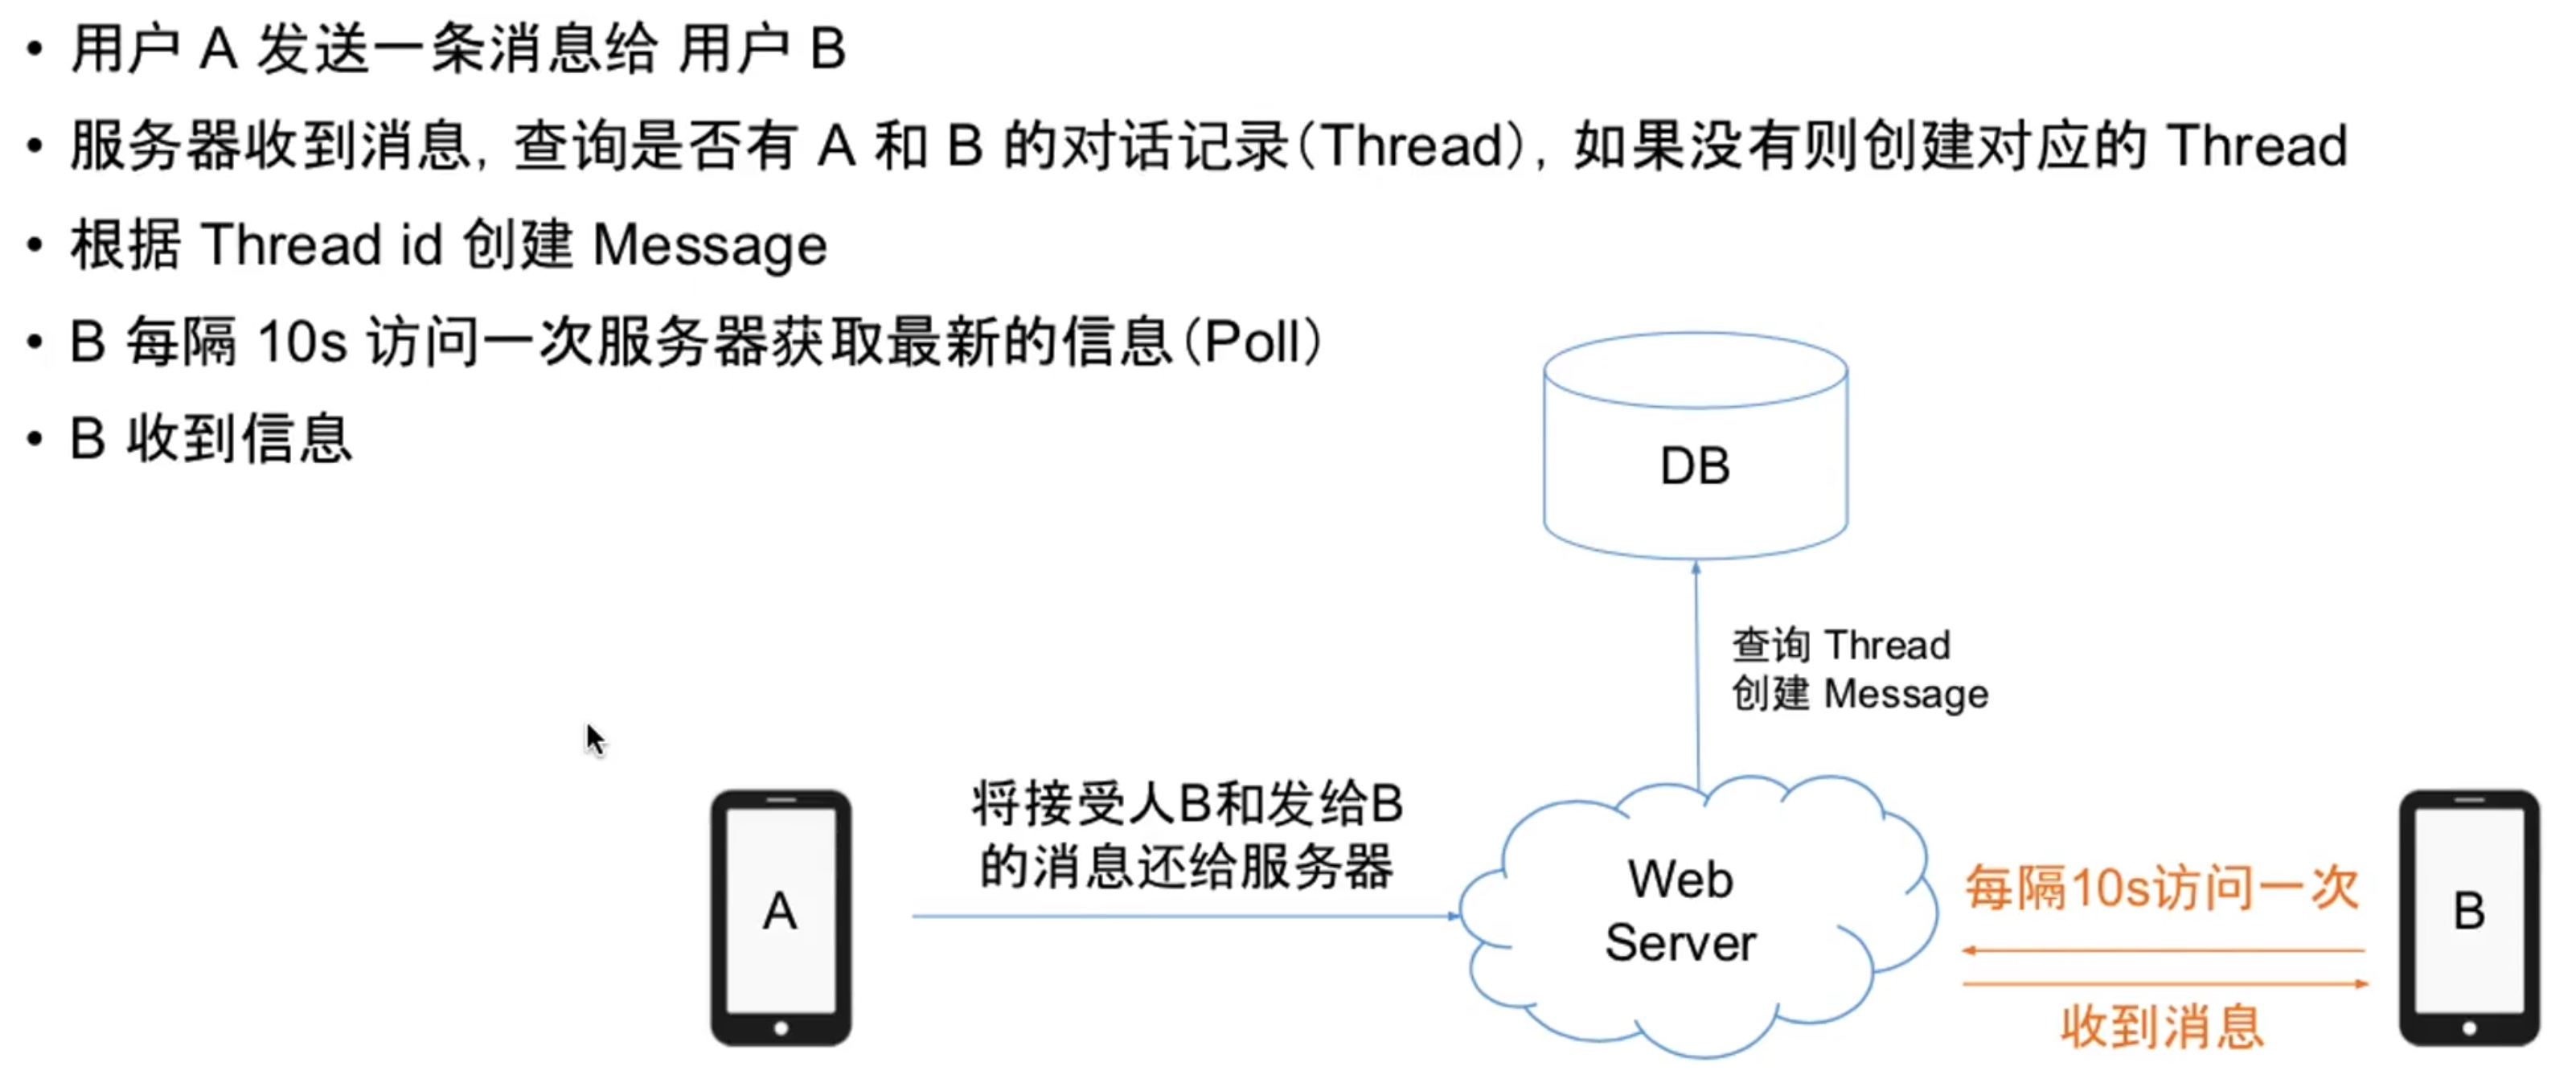 • 用户 A 发送一条消息给 用户 B
• 服务器收到消息，查询是否有 A 和 B 的对话记录（Thread），如果没有则创建对应的 Thread
• 根据 Thread id 创建 Message
• B 每隔 10s 访问一次服务器获取最新的信息（Poll）
• B 收到信息
DB
查询 Thread
创建 Message
A
将接受人B和发给B
的消息还给服务器
Web
Server
每隔10s访问一次
收到消息
B